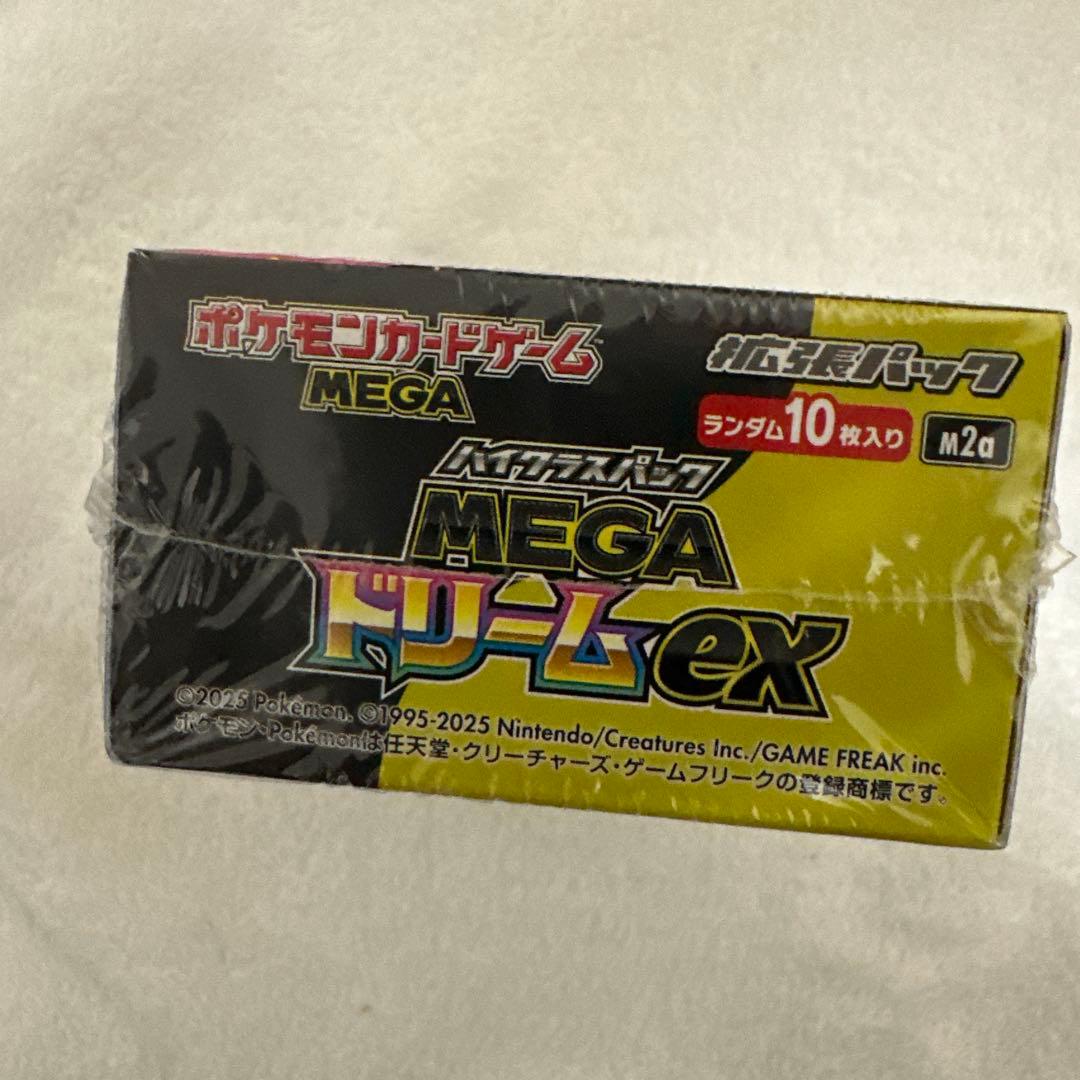 ポケモンカードゲーム
MEGA
拡張パック
ランダム10枚入り M2a
ハイクラスパック
MEGA
ドリームex
©2025 Pokémon. ©1995-2025 Nintendo/Creatures Inc./GAME FREAK inc.
ポケモン・Pokémonは任天堂・クリーチャーズ・ゲームフリークの登録商標です。